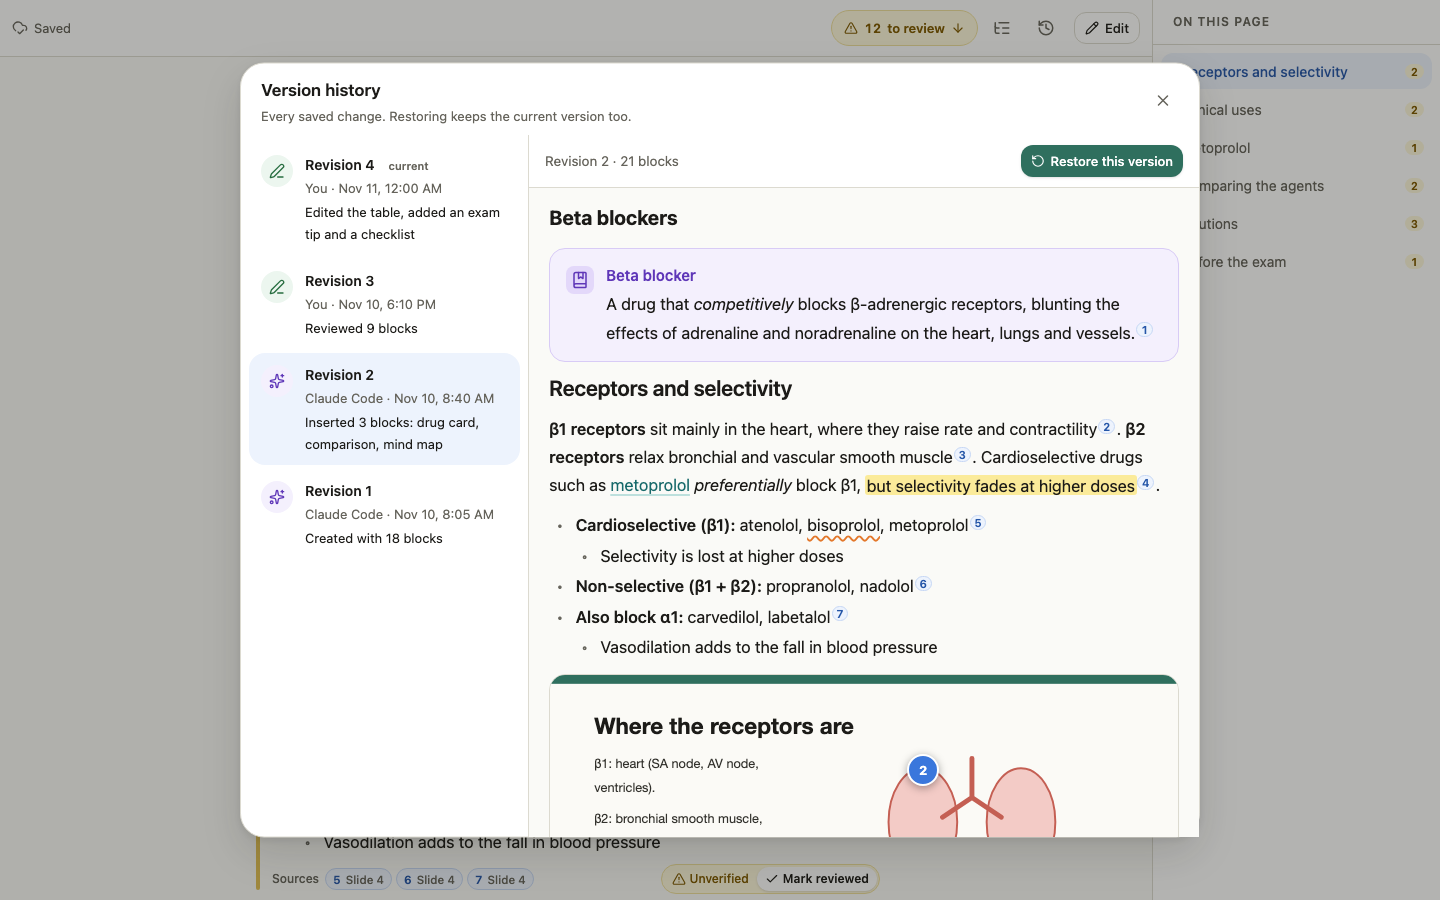 Saved
12 to review
Edit
ON THIS PAGE
ceptors and selectivity 2
ical uses 2
toprolol 1
mparing the agents 2
utions 3
fore the exam 1
Version history
Every saved change. Restoring keeps the current version too.
Revision 4 current
You · Nov 11, 12:00 AM
Edited the table, added an exam
tip and a checklist
Revision 3
You · Nov 10, 6:10 PM
Reviewed 9 blocks
Revision 2
Claude Code · Nov 10, 8:40 AM
Inserted 3 blocks: drug card,
comparison, mind map
Revision 1
Claude Code · Nov 10, 8:05 AM
Created with 18 blocks
Revision 2 · 21 blocks
Restore this version
Beta blockers
Beta blocker
A drug that competitively blocks β-adrenergic receptors, blunting the
effects of adrenaline and noradrenaline on the heart, lungs and vessels. 1
Receptors and selectivity
β1 receptors sit mainly in the heart, where they raise rate and contractility 2 . β2
receptors relax bronchial and vascular smooth muscle 3 . Cardioselective drugs
such as metoprolol preferentially block β1, but selectivity fades at higher doses 4 .
• Cardioselective (β1): atenolol, bisoprolol, metoprolol 5
• Selectivity is lost at higher doses
• Non-selective (β1 + β2): propranolol, nadolol 6
• Also block α1: carvedilol, labetalol 7
• Vasodilation adds to the fall in blood pressure
Where the receptors are
β1: heart (SA node, AV node,
ventricles).
β2: bronchial smooth muscle,
2
• Vasodilation adds to the fall in blood pressure
Sources 5 Slide 4 6 Slide 4 7 Slide 4
Unverified Mark reviewed